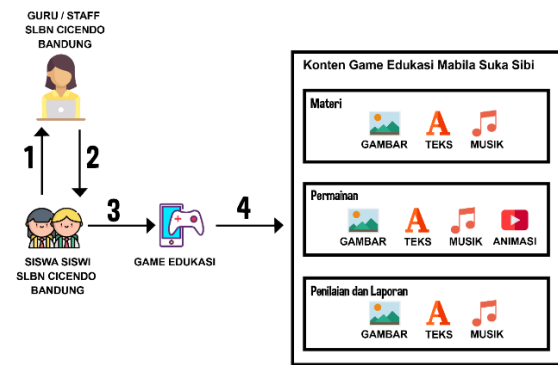 GURU / STAFF
SLBN CICENDO
BANDUNG
1
2
SISWA SISWI
SLBN CICENDO
BANDUNG
3
GAME EDUKASI
4
Konten Game Edukasi Mabila Suka Sibi
Materi
GAMBAR TEKS MUSIK
Permainan
GAMBAR TEKS MUSIK ANIMASI
Penilaian dan Laporan
GAMBAR TEKS MUSIK